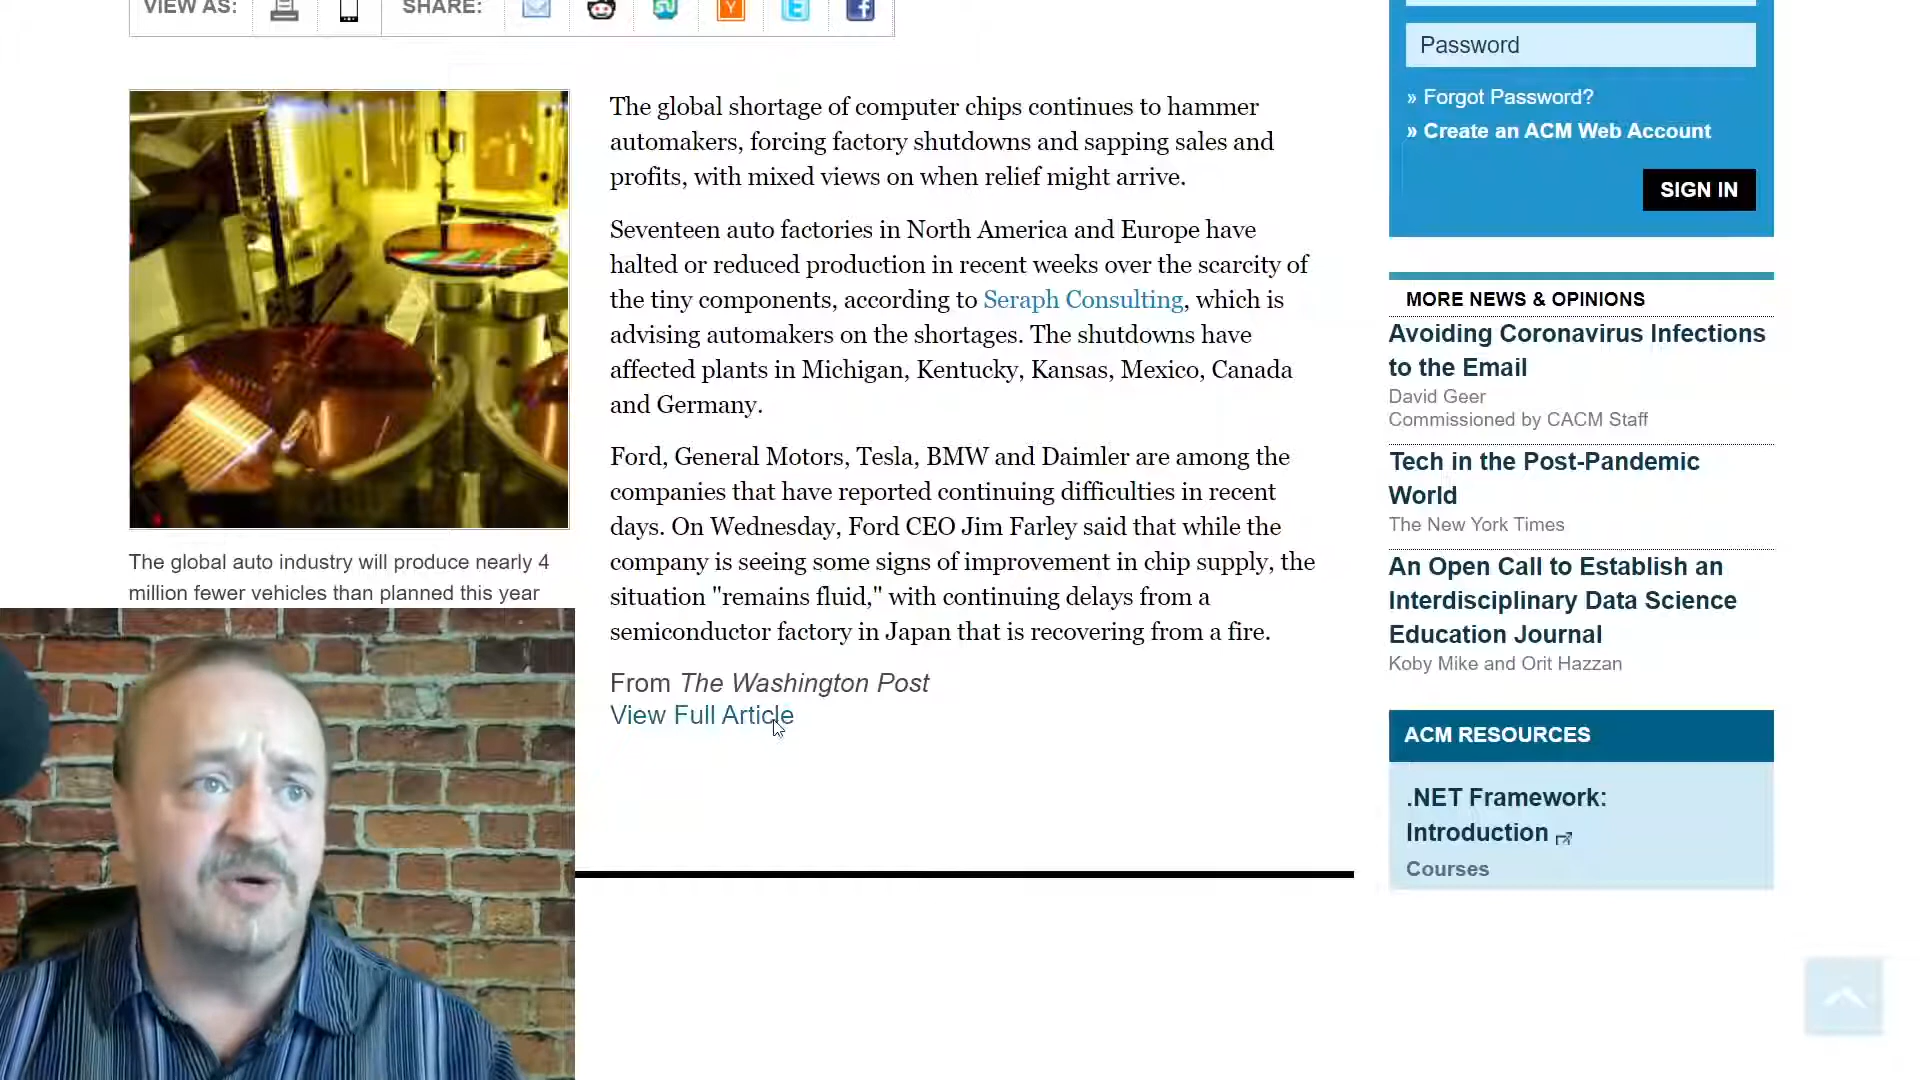 VIEW AS:
SHARE:
The global shortage of computer chips continues to hammer
automakers, forcing factory shutdowns and sapping sales and
profits, with mixed views on when relief might arrive.
Seventeen auto factories in North America and Europe have
halted or reduced production in recent weeks over the scarcity of
the tiny components, according to Seraph Consulting, which is
advising automakers on the shortages. The shutdowns have
affected plants in Michigan, Kentucky, Kansas, Mexico, Canada
and Germany.
Ford, General Motors, Tesla, BMW and Daimler are among the
companies that have reported continuing difficulties in recent
days. On Wednesday, Ford CEO Jim Farley said that while the
company is seeing some signs of improvement in chip supply, the
situation "remains fluid," with continuing delays from a
semiconductor factory in Japan that is recovering from a fire.
From The Washington Post
View Full Article
The global auto industry will produce nearly 4
million fewer vehicles than planned this year
Password
» Forgot Password?
» Create an ACM Web Account
SIGN IN
MORE NEWS & OPINIONS
Avoiding Coronavirus Infections
to the Email
David Geer
Commissioned by CACM Staff
Tech in the Post-Pandemic
World
The New York Times
An Open Call to Establish an
Interdisciplinary Data Science
Education Journal
Koby Mike and Orit Hazzan
ACM RESOURCES
.NET Framework:
Introduction
Courses